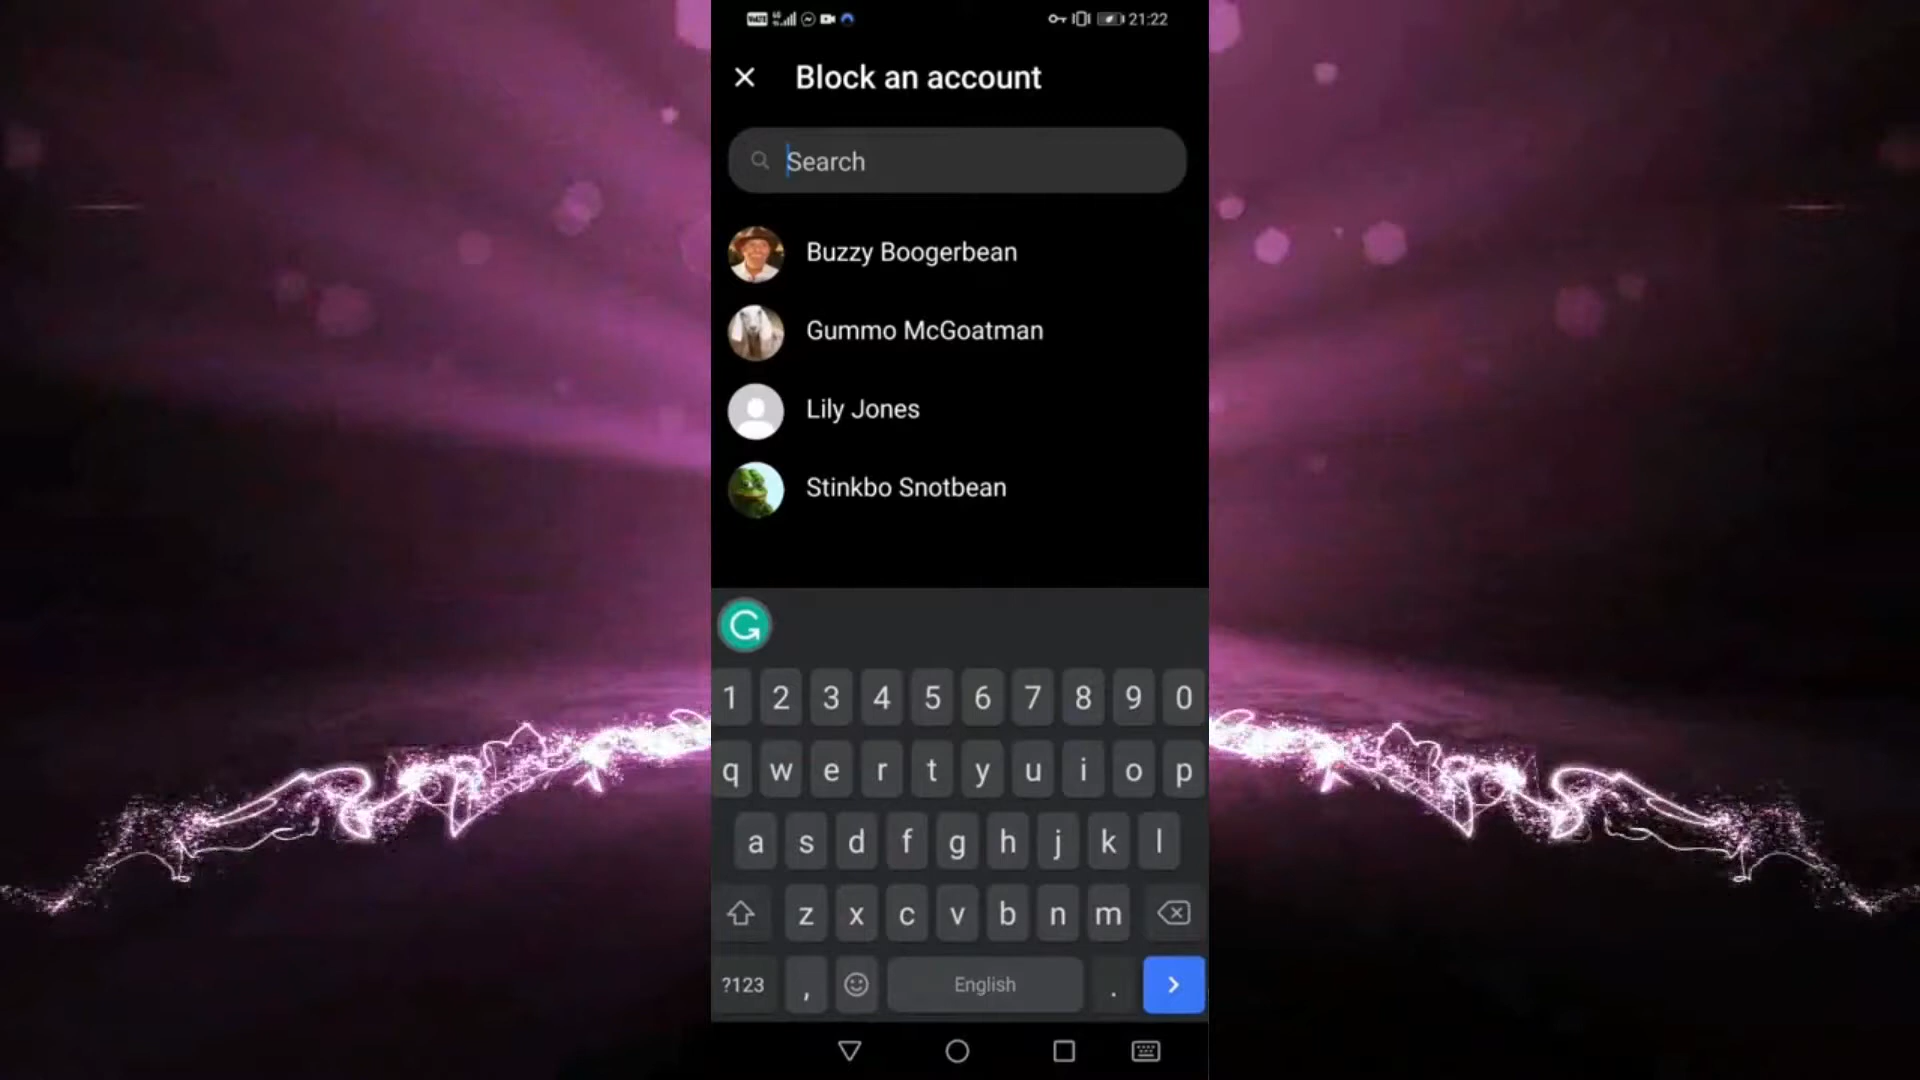 21:22
Block an account
Search
Buzzy Boogerbean
Gummo McGoatman
Lily Jones
Stinkbo Snotbean
1 2 3 4 5 6 7 8 9 0
q w e r t y u i o p
a s d f g h j k l
z x c v b n m
?123 , English .